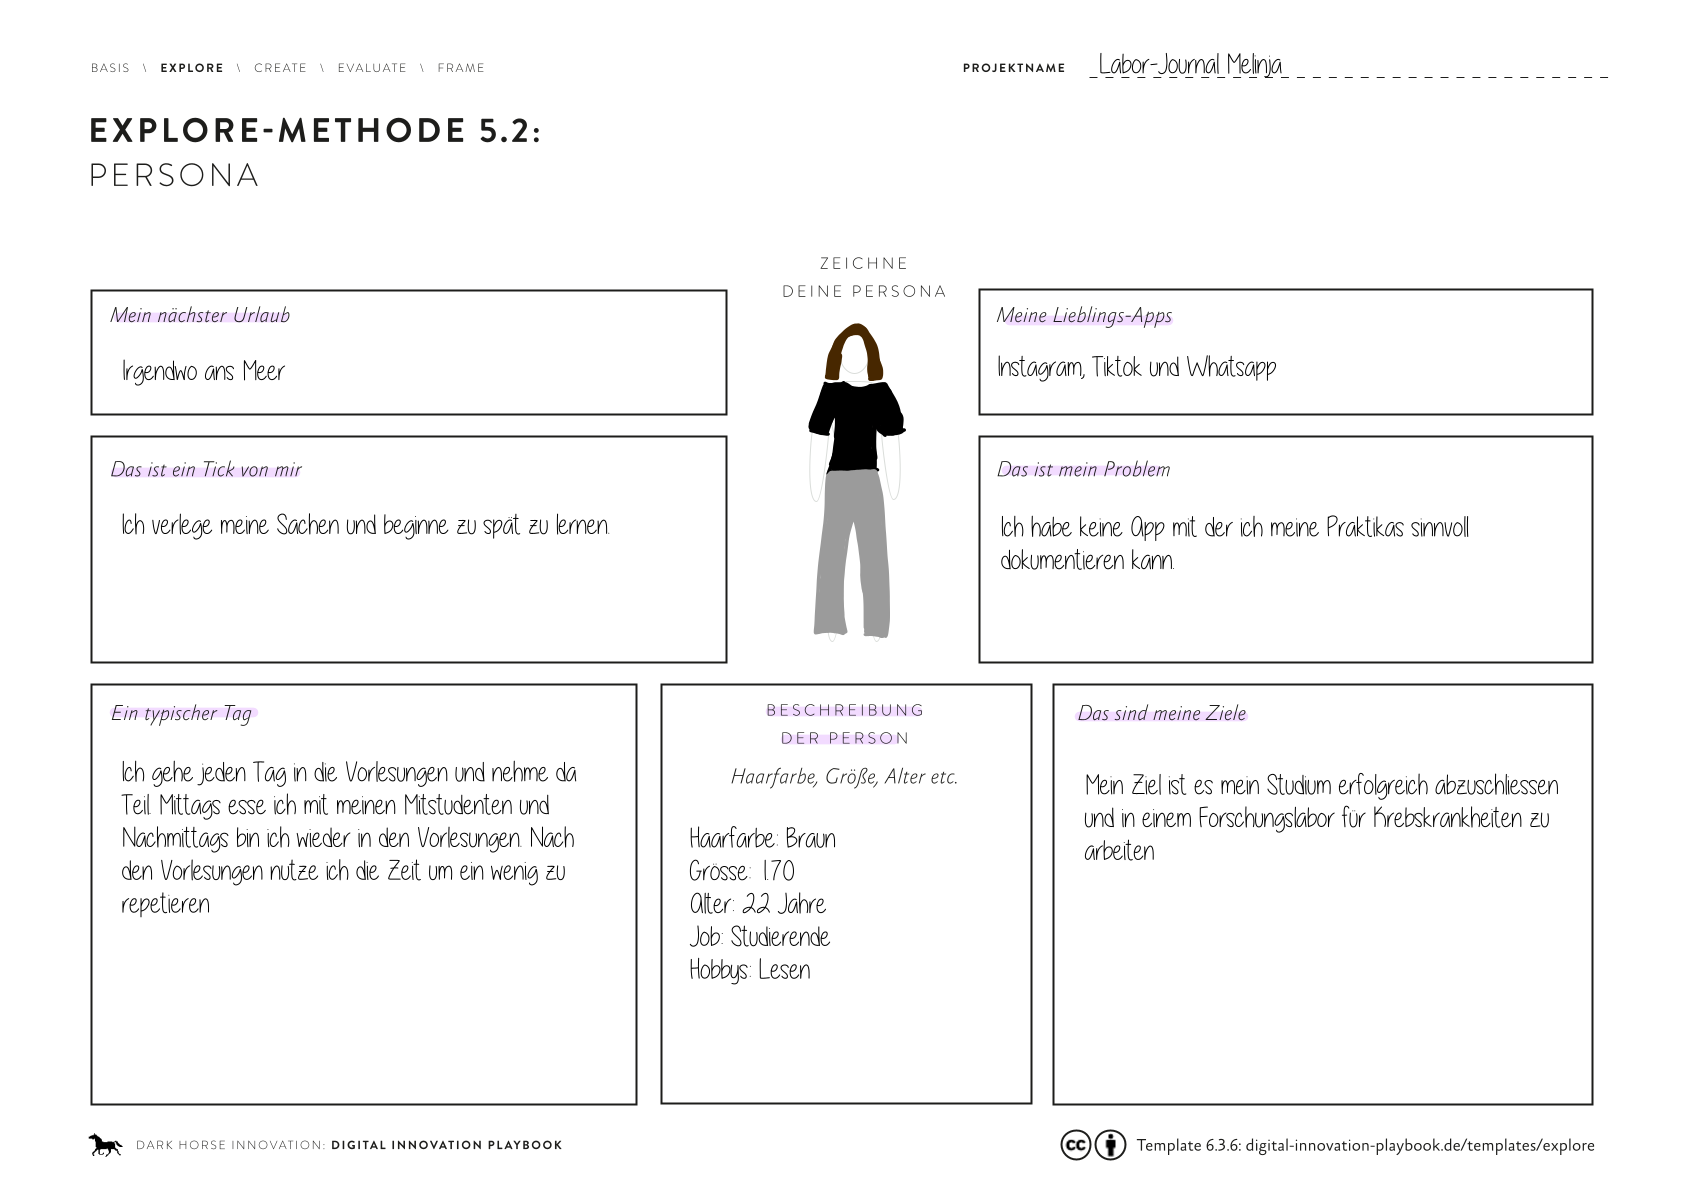 BASIS \ EXPLORE \ CREATE \ EVALUATE \ FRAME
PROJEKTNAME Labor-Journal Melinja
EXPLORE-METHODE 5.2:
PERSONA
ZEICHNE
DEINE PERSONA
Mein nächster Urlaub
Irgendwo ans Meer
Meine Lieblings-Apps
Instagram, Tiktok und Whatsapp
Das ist ein Tick von mir
Ich verlege meine Sachen und beginne zu spät zu lernen.
Das ist mein Problem
Ich habe keine App mit der ich meine Praktikas sinnvoll
dokumentieren kann.
Ein typischer Tag
Ich gehe jeden Tag in die Vorlesungen und nehme da
Teil. Mittags esse ich mit meinen Mitstudenten und
Nachmittags bin ich wieder in den Vorlesungen. Nach
den Vorlesungen nutze ich die Zeit um ein wenig zu
repetieren
BESCHREIBUNG
DER PERSON
Haarfarbe, Größe, Alter etc.
Haarfarbe: Braun
Grösse: 1.70
Alter: 22 Jahre
Job: Studierende
Hobbys: Lesen
Das sind meine Ziele
Mein Ziel ist es mein Studium erfolgreich abzuschliessen
und in einem Forschungslabor für Krebskrankheiten zu
arbeiten
DARK HORSE INNOVATION: DIGITAL INNOVATION PLAYBOOK
cc Template 6.3.6: digital-innovation-playbook.de/templates/explore